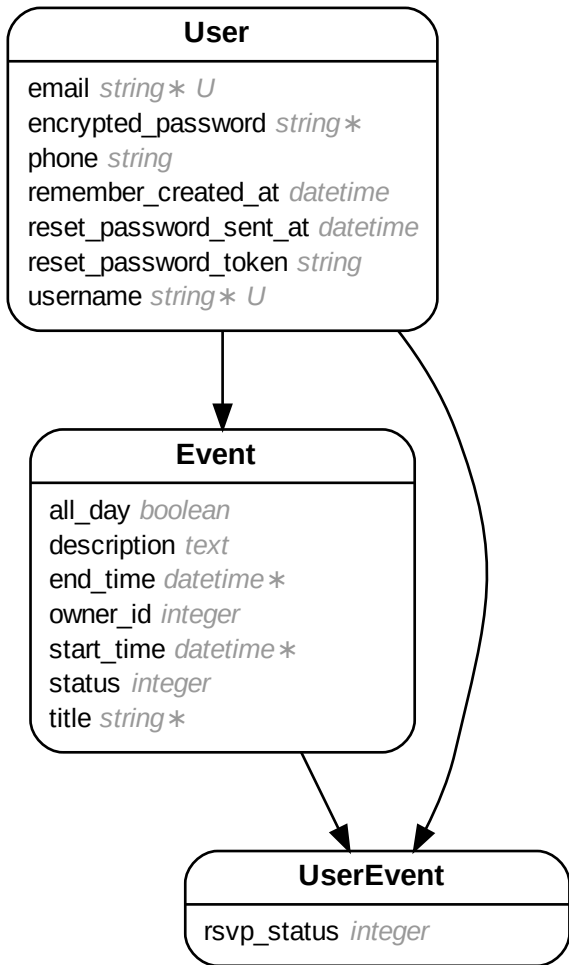 User
email string∗ U
encrypted_password string∗
phone string
remember_created_at datetime
reset_password_sent_at datetime
reset_password_token string
username string∗ U
Event
all_day boolean
description text
end_time datetime∗
owner_id integer
start_time datetime∗
status integer
title string∗
UserEvent
rsvp_status integer